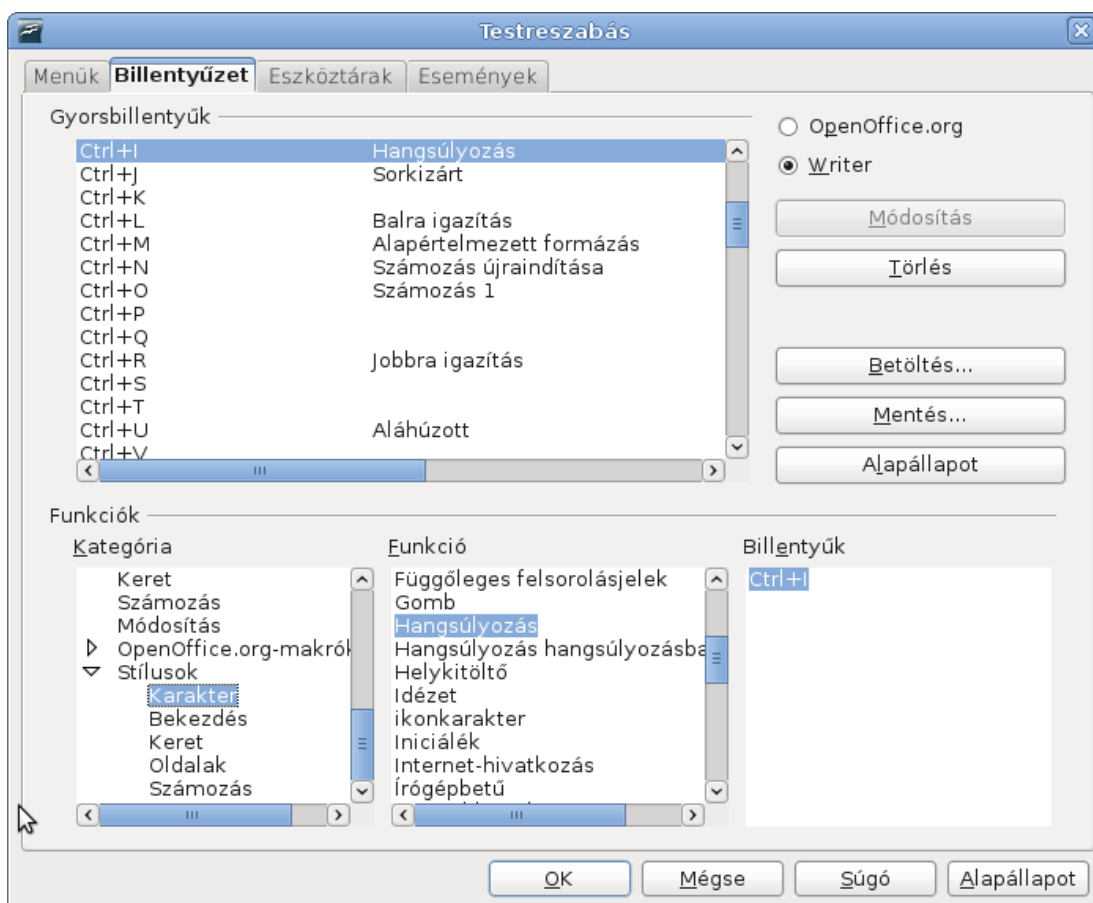 Testreszabás
Menük Billentyűzet Eszköztárak Események
Gyorsbillentyűk
Ctrl+I Hangsúlyozás
Ctrl+J Sorkizárt
Ctrl+K
Ctrl+L Balra igazítás
Ctrl+M Alapértelmezett formázás
Ctrl+N Számozás újraindítása
Ctrl+O Számozás 1
Ctrl+P
Ctrl+Q
Ctrl+R Jobbra igazítás
Ctrl+S
Ctrl+T
Ctrl+U Aláhúzott
Ctrl+V
OpenOffice.org
Writer
Módosítás
Törlés
Betöltés...
Mentés...
Alapállapot
Funkciók
Kategória
Keret
Számozás
Módosítás
OpenOffice.org-makrók
Stílusok
Karakter
Bekezdés
Keret
Oldalak
Számozás
Funkció
Függőleges felsorolásjelek
Gomb
Hangsúlyozás
Hangsúlyozás hangsúlyozásba
Helykitöltő
Idézet
ikonkarakter
Iniciálék
Internet-hivatkozás
Írógépbetű
Billentyűk
Ctrl+I
OK Mégse Súgó Alapállapot